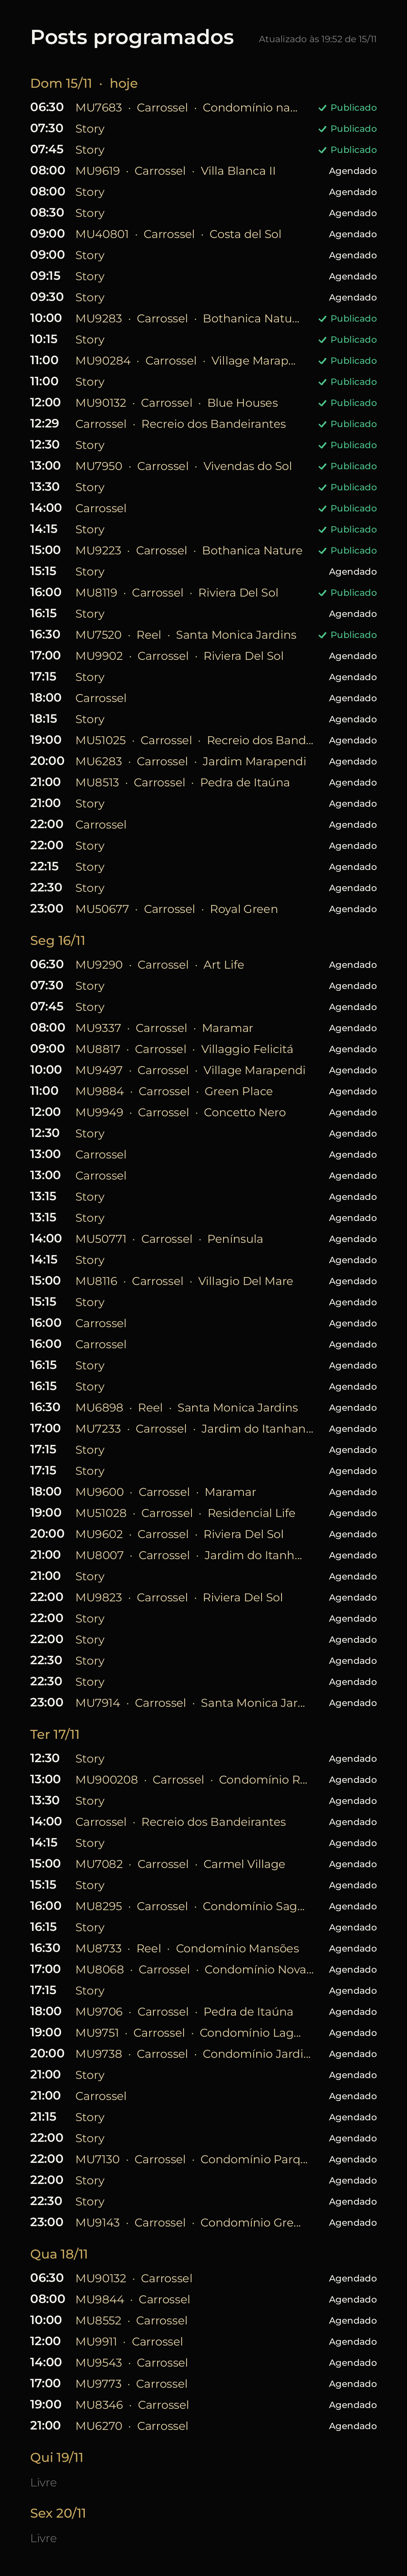 Posts programados
Atualizado às 19:52 de 15/11
Dom 15/11 · hoje
06:30 MU7683 · Carrossel · Condomínio na... ✓ Publicado
07:30 Story ✓ Publicado
07:45 Story ✓ Publicado
08:00 MU9619 · Carrossel · Villa Blanca II Agendado
08:00 Story Agendado
08:30 Story Agendado
09:00 MU40801 · Carrossel · Costa del Sol Agendado
09:00 Story Agendado
09:15 Story Agendado
09:30 Story Agendado
10:00 MU9283 · Carrossel · Bothanica Natu... ✓ Publicado
10:15 Story ✓ Publicado
11:00 MU90284 · Carrossel · Village Marap... ✓ Publicado
11:00 Story ✓ Publicado
12:00 MU90132 · Carrossel · Blue Houses ✓ Publicado
12:29 Carrossel · Recreio dos Bandeirantes ✓ Publicado
12:30 Story ✓ Publicado
13:00 MU7950 · Carrossel · Vivendas do Sol ✓ Publicado
13:30 Story ✓ Publicado
14:00 Carrossel ✓ Publicado
14:15 Story ✓ Publicado
15:00 MU9223 · Carrossel · Bothanica Nature ✓ Publicado
15:15 Story Agendado
16:00 MU8119 · Carrossel · Riviera Del Sol ✓ Publicado
16:15 Story Agendado
16:30 MU7520 · Reel · Santa Monica Jardins ✓ Publicado
17:00 MU9902 · Carrossel · Riviera Del Sol Agendado
17:15 Story Agendado
18:00 Carrossel Agendado
18:15 Story Agendado
19:00 MU51025 · Carrossel · Recreio dos Band... Agendado
20:00 MU6283 · Carrossel · Jardim Marapendi Agendado
21:00 MU8513 · Carrossel · Pedra de Itaúna Agendado
21:00 Story Agendado
22:00 Carrossel Agendado
22:00 Story Agendado
22:15 Story Agendado
22:30 Story Agendado
23:00 MU50677 · Carrossel · Royal Green Agendado
Seg 16/11
06:30 MU9290 · Carrossel · Art Life Agendado
07:30 Story Agendado
07:45 Story Agendado
08:00 MU9337 · Carrossel · Maramar Agendado
09:00 MU8817 · Carrossel · Villaggio Felicitá Agendado
10:00 MU9497 · Carrossel · Village Marapendi Agendado
11:00 MU9884 · Carrossel · Green Place Agendado
12:00 MU9949 · Carrossel · Concetto Nero Agendado
12:30 Story Agendado
13:00 Carrossel Agendado
13:00 Carrossel Agendado
13:15 Story Agendado
13:15 Story Agendado
14:00 MU50771 · Carrossel · Península Agendado
14:15 Story Agendado
15:00 MU8116 · Carrossel · Villagio Del Mare Agendado
15:15 Story Agendado
16:00 Carrossel Agendado
16:00 Carrossel Agendado
16:15 Story Agendado
16:15 Story Agendado
16:30 MU6898 · Reel · Santa Monica Jardins Agendado
17:00 MU7233 · Carrossel · Jardim do Itanhan... Agendado
17:15 Story Agendado
17:15 Story Agendado
18:00 MU9600 · Carrossel · Maramar Agendado
19:00 MU51028 · Carrossel · Residencial Life Agendado
20:00 MU9602 · Carrossel · Riviera Del Sol Agendado
21:00 MU8007 · Carrossel · Jardim do Itanh... Agendado
21:00 Story Agendado
22:00 MU9823 · Carrossel · Riviera Del Sol Agendado
22:00 Story Agendado
22:00 Story Agendado
22:30 Story Agendado
22:30 Story Agendado
23:00 MU7914 · Carrossel · Santa Monica Jar... Agendado
Ter 17/11
12:30 Story Agendado
13:00 MU900208 · Carrossel · Condomínio R... Agendado
13:30 Story Agendado
14:00 Carrossel · Recreio dos Bandeirantes Agendado
14:15 Story Agendado
15:00 MU7082 · Carrossel · Carmel Village Agendado
15:15 Story Agendado
16:00 MU8295 · Carrossel · Condomínio Sag... Agendado
16:15 Story Agendado
16:30 MU8733 · Reel · Condomínio Mansões Agendado
17:00 MU8068 · Carrossel · Condomínio Nova... Agendado
17:15 Story Agendado
18:00 MU9706 · Carrossel · Pedra de Itaúna Agendado
19:00 MU9751 · Carrossel · Condomínio Lag... Agendado
20:00 MU9738 · Carrossel · Condomínio Jardi... Agendado
21:00 Story Agendado
21:00 Carrossel Agendado
21:15 Story Agendado
22:00 Story Agendado
22:00 MU7130 · Carrossel · Condomínio Parq... Agendado
22:00 Story Agendado
22:30 Story Agendado
23:00 MU9143 · Carrossel · Condomínio Gre... Agendado
Qua 18/11
06:30 MU90132 · Carrossel Agendado
08:00 MU9844 · Carrossel Agendado
10:00 MU8552 · Carrossel Agendado
12:00 MU9911 · Carrossel Agendado
14:00 MU9543 · Carrossel Agendado
17:00 MU9773 · Carrossel Agendado
19:00 MU8346 · Carrossel Agendado
21:00 MU6270 · Carrossel Agendado
Qui 19/11
Livre
Sex 20/11
Livre